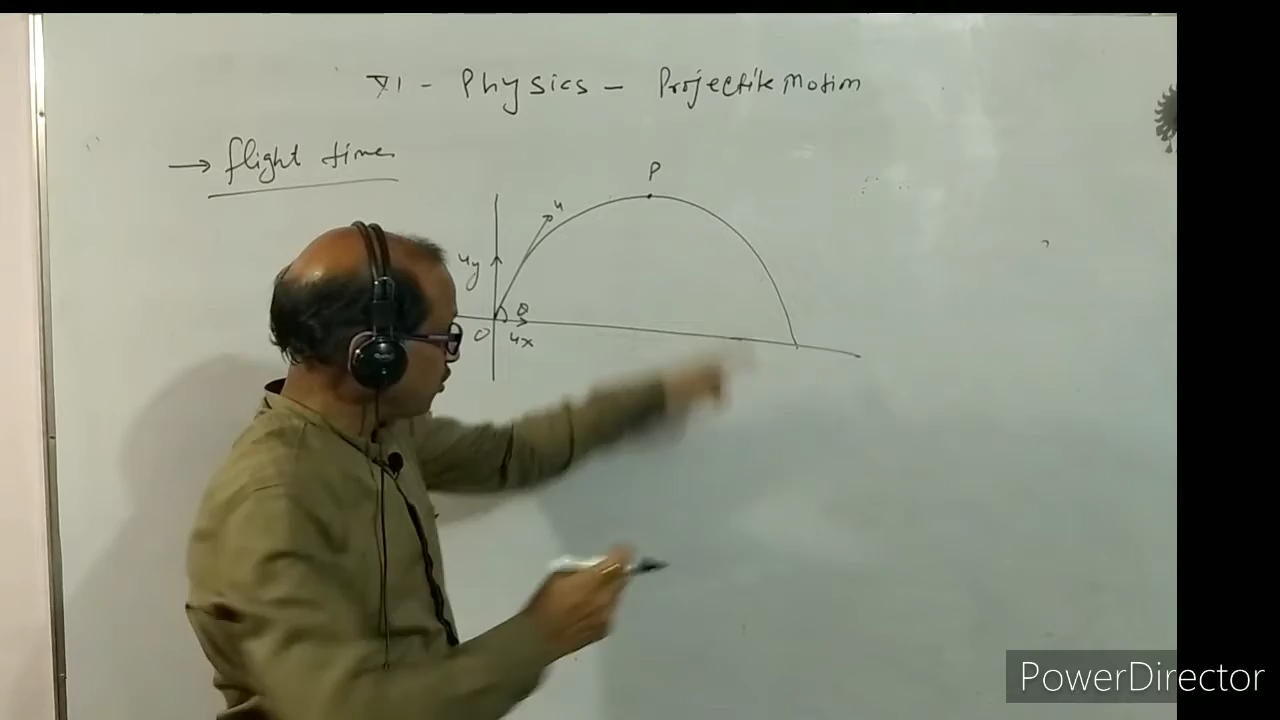 XI - Physics - Projectile Motion
→ flight time
P
u
uy
θ
O
ux
PowerDirector